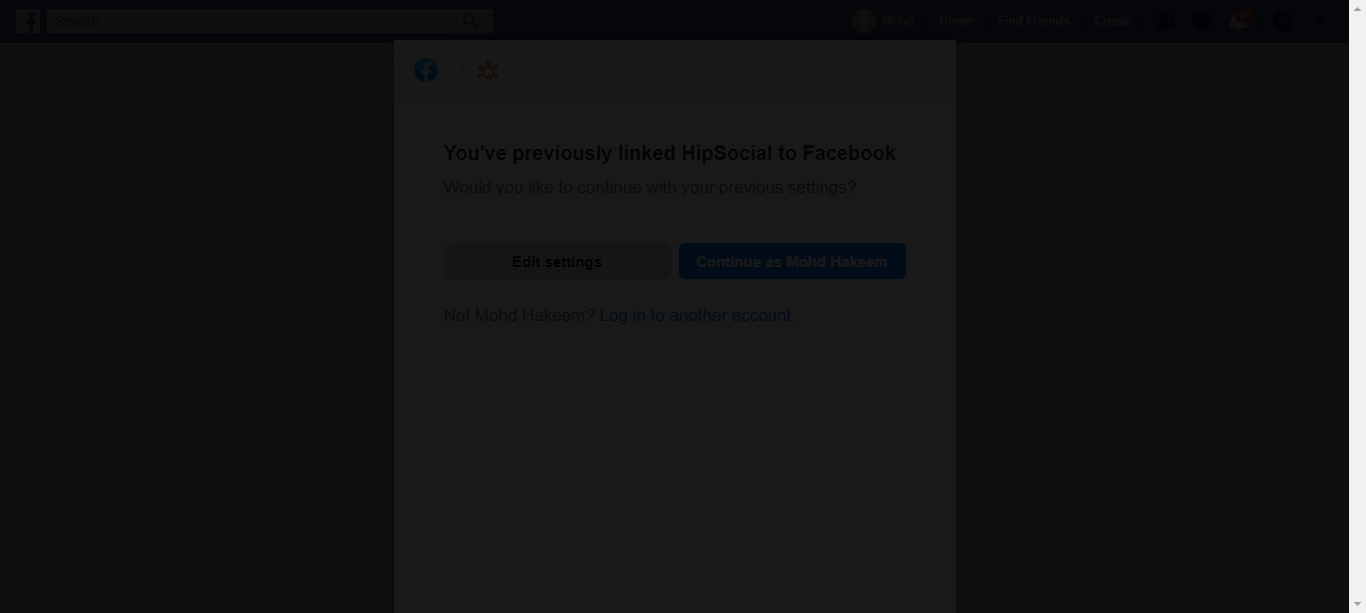 Search
Mohd
Home
Find Friends
Create
You've previously linked HipSocial to Facebook
Would you like to continue with your previous settings?
Edit settings
Continue as Mohd Hakeem
Not Mohd Hakeem? Log in to another account.